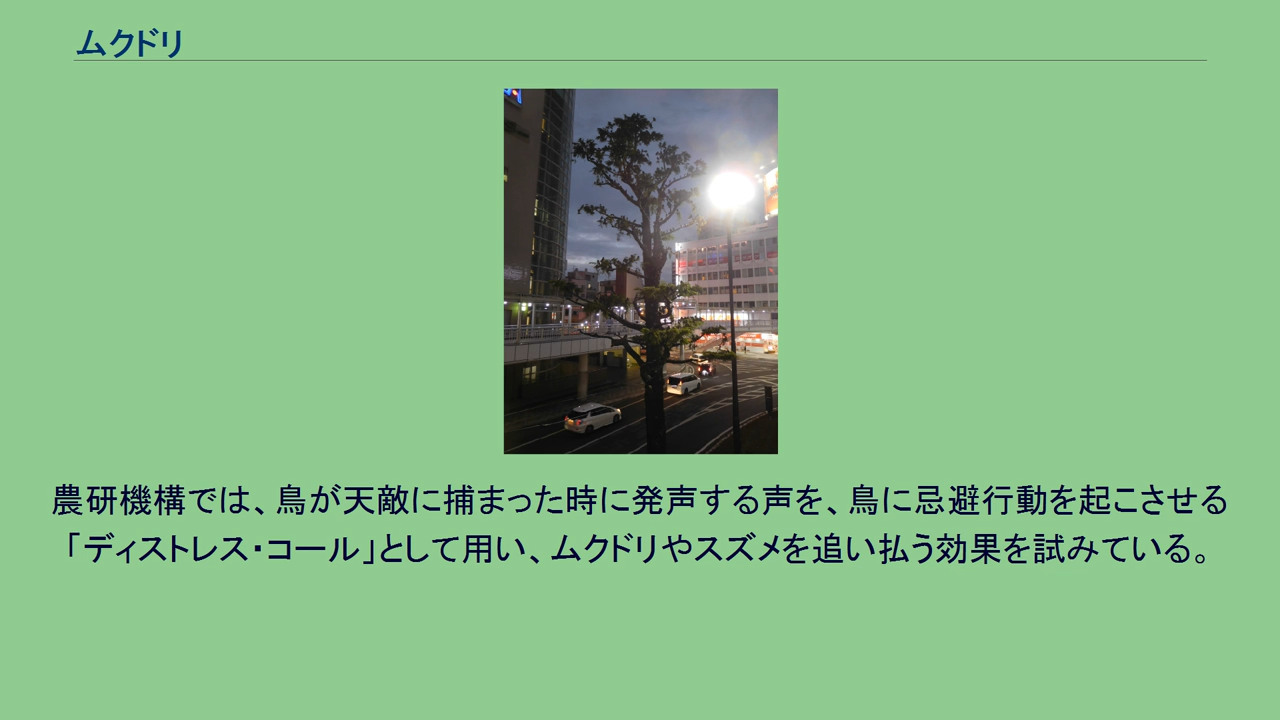 ムクドリ
農研機構では、鳥が天敵に捕まった時に発声する声を、鳥に忌避行動を起こさせる
「ディストレス・コール」として用い、ムクドリやスズメを追い払う効果を試みている。